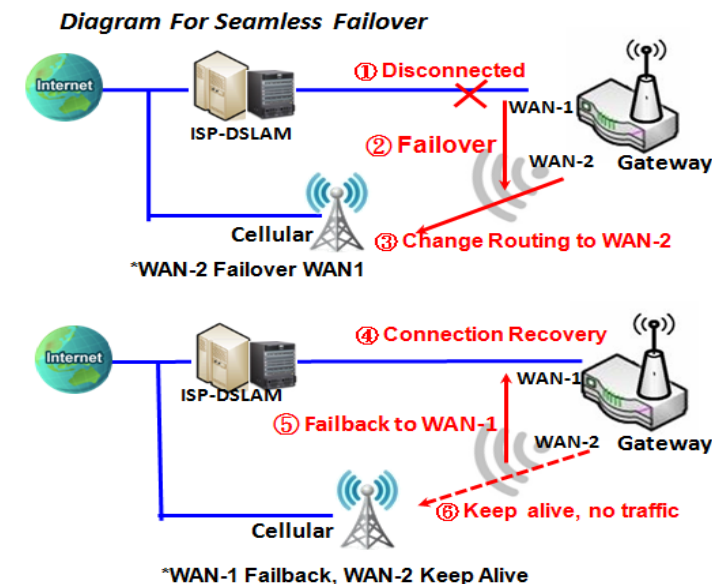 Diagram For Seamless Failover
Internet
ISP-DSLAM
① Disconnected
WAN-1
② Failover
WAN-2
Gateway
Cellular
③ Change Routing to WAN-2
*WAN-2 Failover WAN1
④ Connection Recovery
Internet
ISP-DSLAM
WAN-1
⑤ Failback to WAN-1
WAN-2
Gateway
⑥ Keep alive, no traffic
Cellular
*WAN-1 Failback, WAN-2 Keep Alive